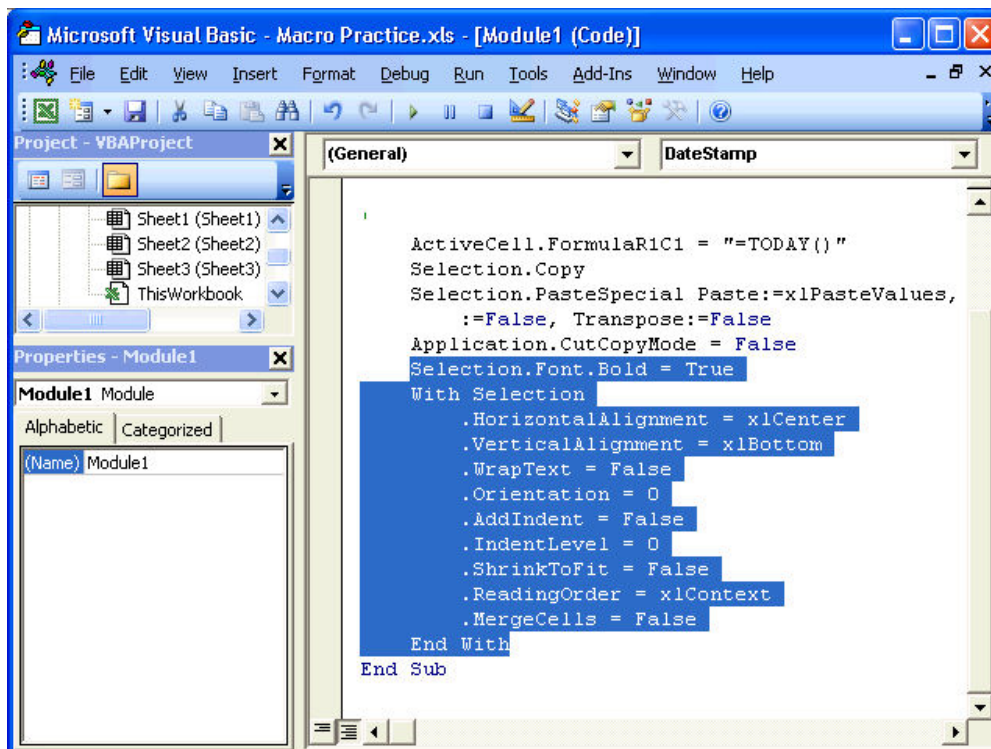 Microsoft Visual Basic - Macro Practice.xls - [Module1 (Code)]
File Edit View Insert Format Debug Run Tools Add-Ins Window Help
Project - VBAProject
Sheet1 (Sheet1)
Sheet2 (Sheet2)
Sheet3 (Sheet3)
ThisWorkbook
Properties - Module1
Module1 Module
Alphabetic Categorized
(Name) Module1
(General) DateStamp
'
ActiveCell.FormulaR1C1 = "=TODAY()"
Selection.Copy
Selection.PasteSpecial Paste:=xlPasteValues,
:=False, Transpose:=False
Application.CutCopyMode = False
Selection.Font.Bold = True
With Selection
.HorizontalAlignment = xlCenter
.VerticalAlignment = xlBottom
.WrapText = False
.Orientation = 0
.AddIndent = False
.IndentLevel = 0
.ShrinkToFit = False
.ReadingOrder = xlContext
.MergeCells = False
End With
End Sub